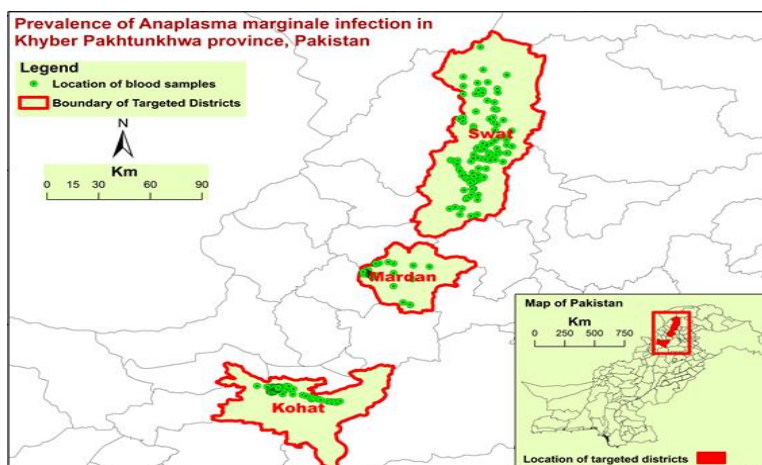 Prevalence of Anaplasma marginale infection in
Khyber Pakhtunkhwa province, Pakistan
Legend
Location of blood samples
Boundary of Targeted Districts
N
Km
0 15 30 60 90
Swat
Mardan
Kohat
Map of Pakistan
Km
0 250 500 750
Location of targeted districts